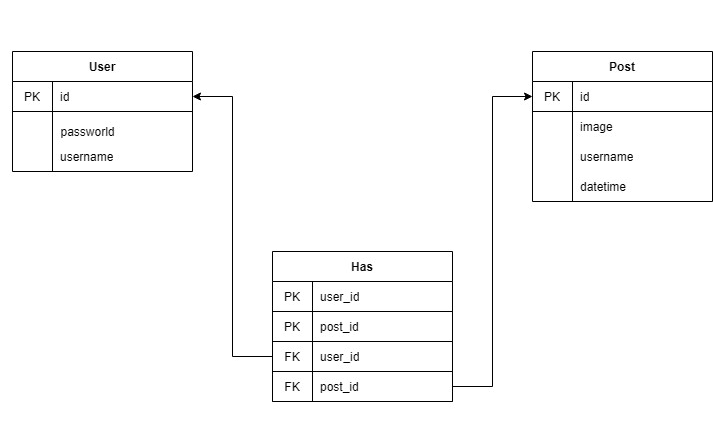 User
PK id
passworld
username
Post
PK id
image
username
datetime
Has
PK user_id
PK post_id
FK user_id
FK post_id